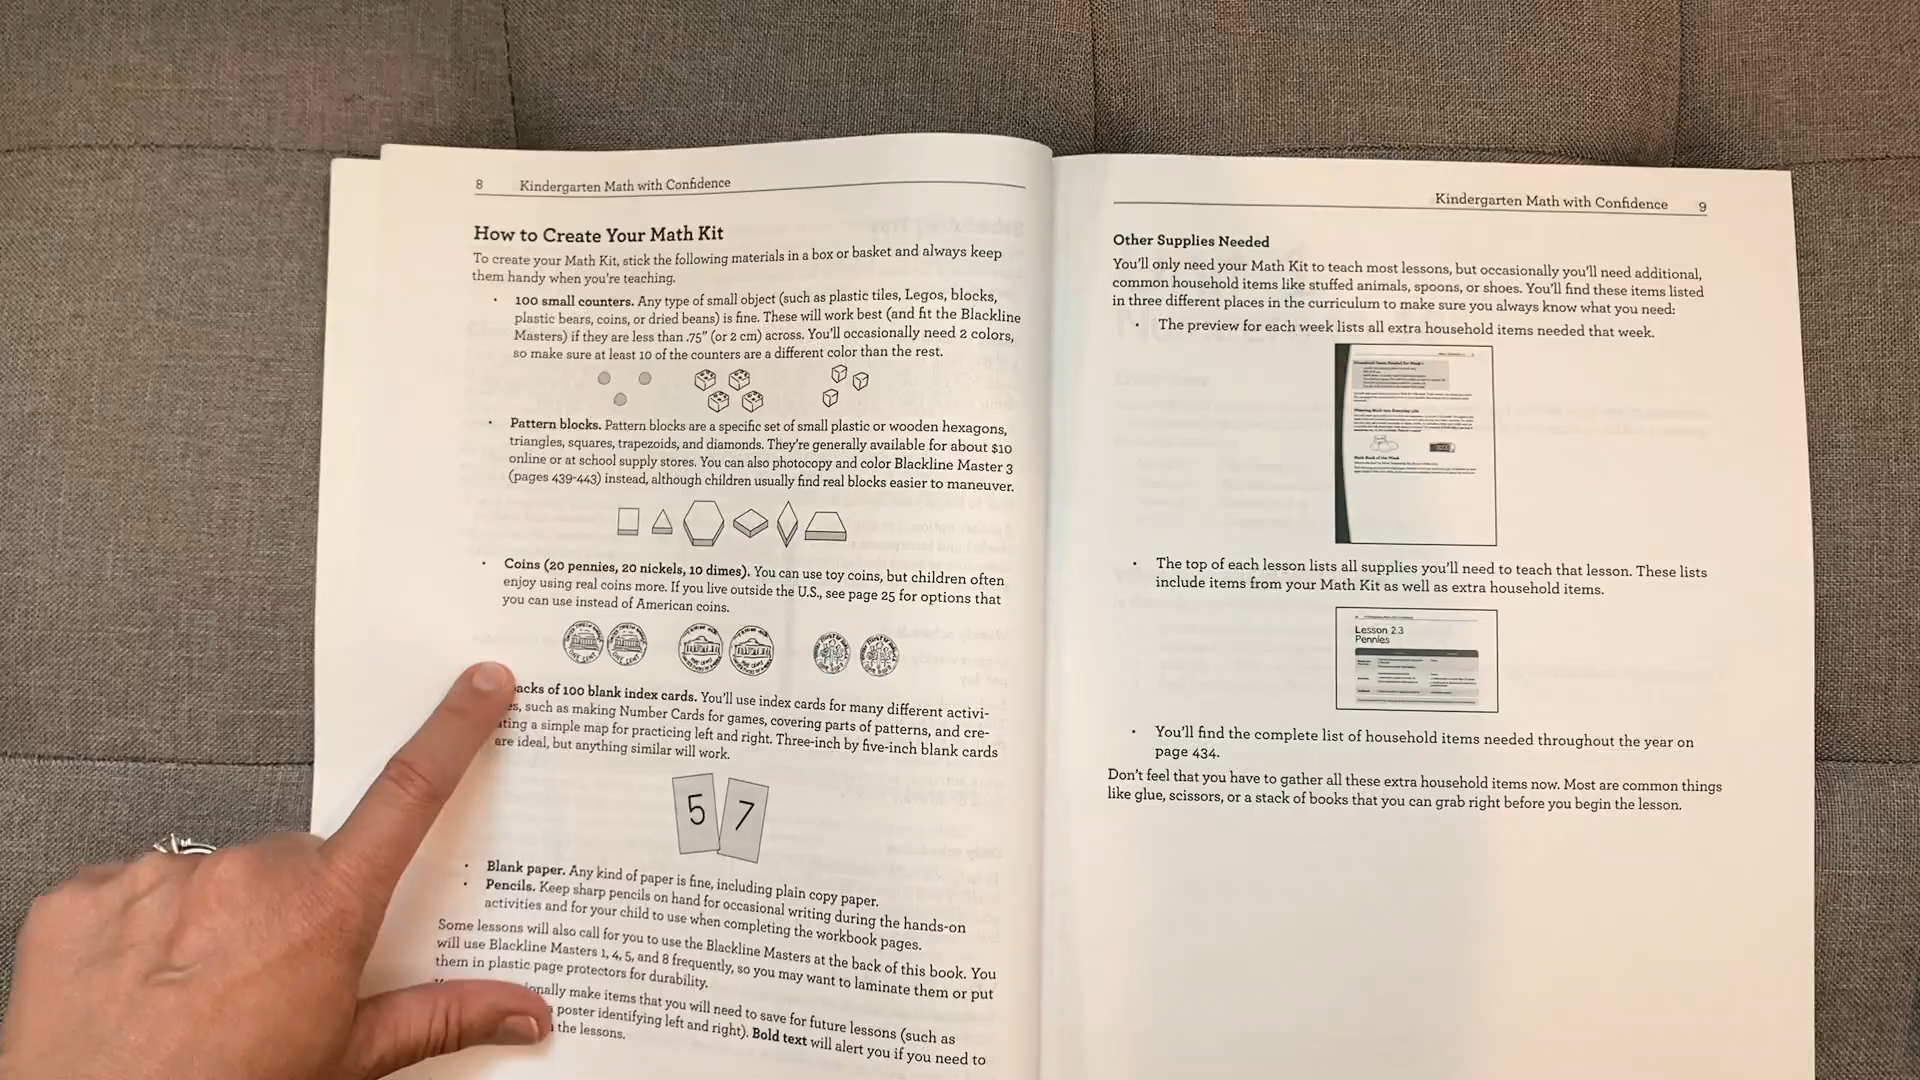 8 Kindergarten Math with Confidence
How to Create Your Math Kit
To create your Math Kit, stick the following materials in a box or basket and always keep
them handy when you're teaching.
• 100 small counters. Any type of small object (such as plastic tiles, Legos, blocks,
plastic bears, coins, or dried beans) is fine. These will work best (and fit the Blackline
Masters) if they are less than .75" (or 2 cm) across. You'll occasionally need 2 colors,
so make sure at least 10 of the counters are a different color than the rest.
• Pattern blocks. Pattern blocks are a specific set of small plastic or wooden hexagons,
triangles, squares, trapezoids, and diamonds. They're generally available for about $10
online or at school supply stores. You can also photocopy and color Blackline Master 3
(pages 439-443) instead, although children usually find real blocks easier to maneuver.
• Coins (20 pennies, 20 nickels, 10 dimes). You can use toy coins, but children often
enjoy using real coins more. If you live outside the U.S., see page 25 for options that
you can use instead of American coins.
ONE CENT
acks of 100 blank index cards. You'll use index cards for many different activi-
es, such as making Number Cards for games, covering parts of patterns, and cre-
ting a simple map for practicing left and right. Three-inch by five-inch blank cards
are ideal, but anything similar will work.
5 7
• Blank paper. Any kind of paper is fine, including plain copy paper.
• Pencils. Keep sharp pencils on hand for occasional writing during the hands-on
activities and for your child to use when completing the workbook pages.
Some lessons will also call for you to use the Blackline Masters at the back of this book. You
will use Blackline Masters 1, 4, 5, and 8 frequently, so you may want to laminate them or put
them in plastic page protectors for durability.
onally make items that you will need to save for future lessons (such as
poster identifying left and right). Bold text will alert you if you need to
the lessons.
Kindergarten Math with Confidence 9
Other Supplies Needed
You'll only need your Math Kit to teach most lessons, but occasionally you'll need additional,
common household items like stuffed animals, spoons, or shoes. You'll find these items listed
in three different places in the curriculum to make sure you always know what you need:
• The preview for each week lists all extra household items needed that week.
• The top of each lesson lists all supplies you'll need to teach that lesson. These lists
include items from your Math Kit as well as extra household items.
Lesson 2.3
Pennies
• You'll find the complete list of household items needed throughout the year on
page 434.
Don't feel that you have to gather all these extra household items now. Most are common things
like glue, scissors, or a stack of books that you can grab right before you begin the lesson.